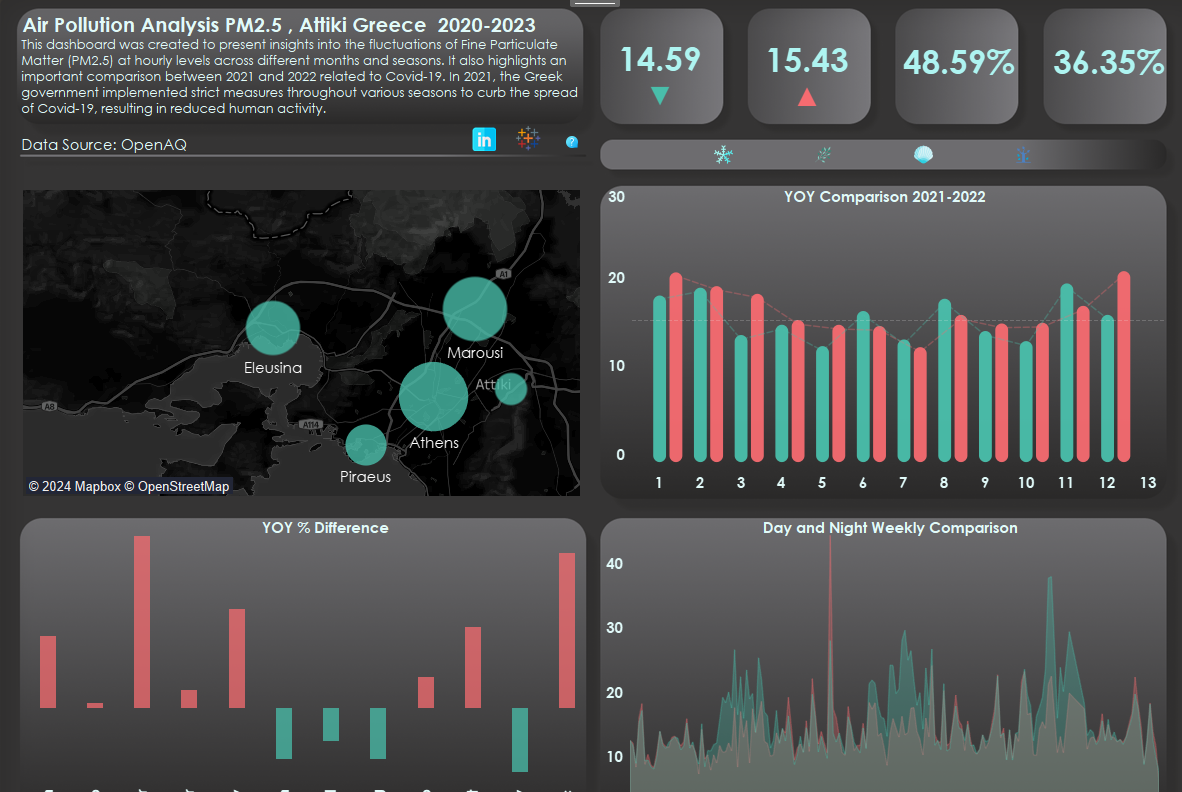 Air Pollution Analysis PM2.5 , Attiki Greece 2020-2023
This dashboard was created to present insights into the fluctuations of Fine Particulate
Matter (PM2.5) at hourly levels across different months and seasons. It also highlights an
important comparison between 2021 and 2022 related to Covid-19. In 2021, the Greek
government implemented strict measures throughout various seasons to curb the spread
of Covid-19, resulting in reduced human activity.
Data Source: OpenAQ
in
?
14.59
15.43
48.59%
36.35%
A1
Marousi
Eleusina
Attiki
A8
A114
Athens
Piraeus
© 2024 Mapbox © OpenStreetMap
YOY Comparison 2021-2022
30
20
10
0
1 2 3 4 5 6 7 8 9 10 11 12 13
YOY % Difference
Day and Night Weekly Comparison
40
30
20
10